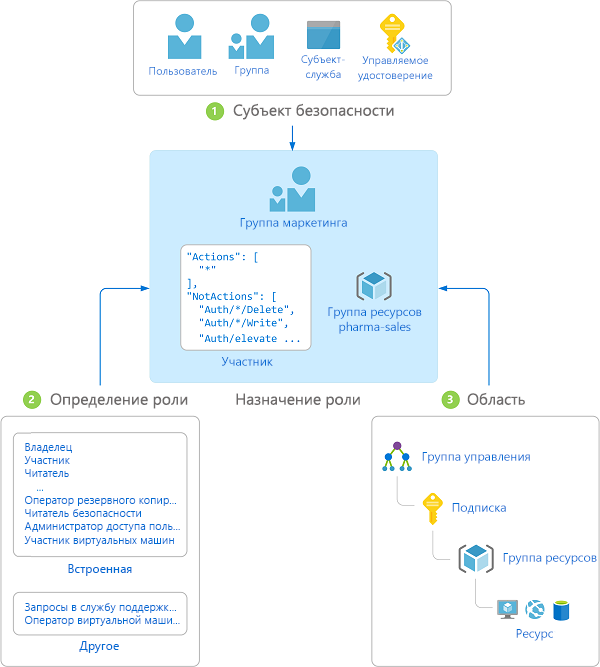 Пользователь
Группа
Субъект-
служба
Управляемое
удостоверение
1 Субъект безопасности
Группа маркетинга
"Actions": [
"*"
],
"NotActions": [
"Auth/*/Delete",
"Auth/*/Write",
"Auth/elevate ...
Участник
Группа ресурсов
pharma-sales
2 Определение роли
Назначение роли
3 Область
Владелец
Участник
Читатель
...
Оператор резервного копир...
Читатель безопасности
Администратор доступа поль...
Участник виртуальных машин
Встроенная
Запросы в службу поддержк...
Оператор виртуальной маши...
Другое
Группа управления
Подписка
Группа ресурсов
Ресурс